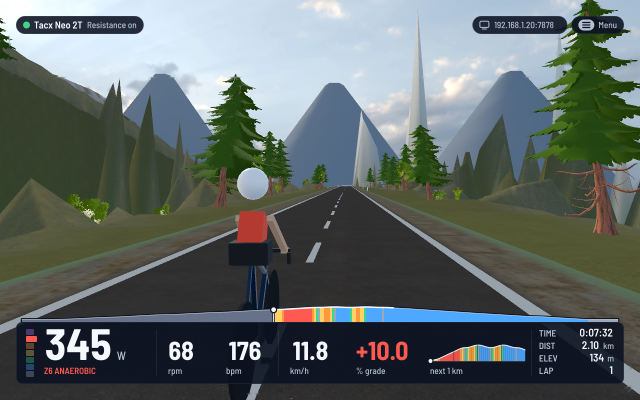 Tacx Neo 2T Resistance on
192.168.1.20:7878
Menu
345 W
Z6 ANAEROBIC
68
rpm
176
bpm
11.8
km/h
+10.0
% grade
next 1 km
TIME 0:07:32
DIST 2.10 km
ELEV 134 m
LAP 1